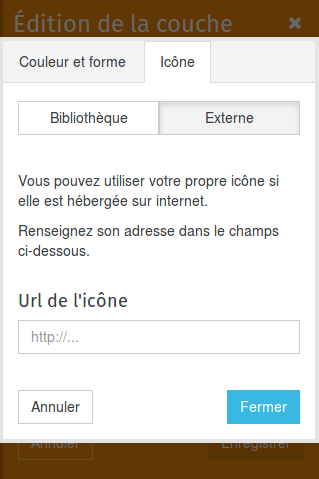 Édition de la couche ×
Couleur et forme Icône
Bibliothèque Externe
Vous pouvez utiliser votre propre icône si
elle est hébergée sur internet.
Renseignez son adresse dans le champs
ci-dessous.
Url de l'icône
http://...
Annuler Fermer
Annuler Enregistrer